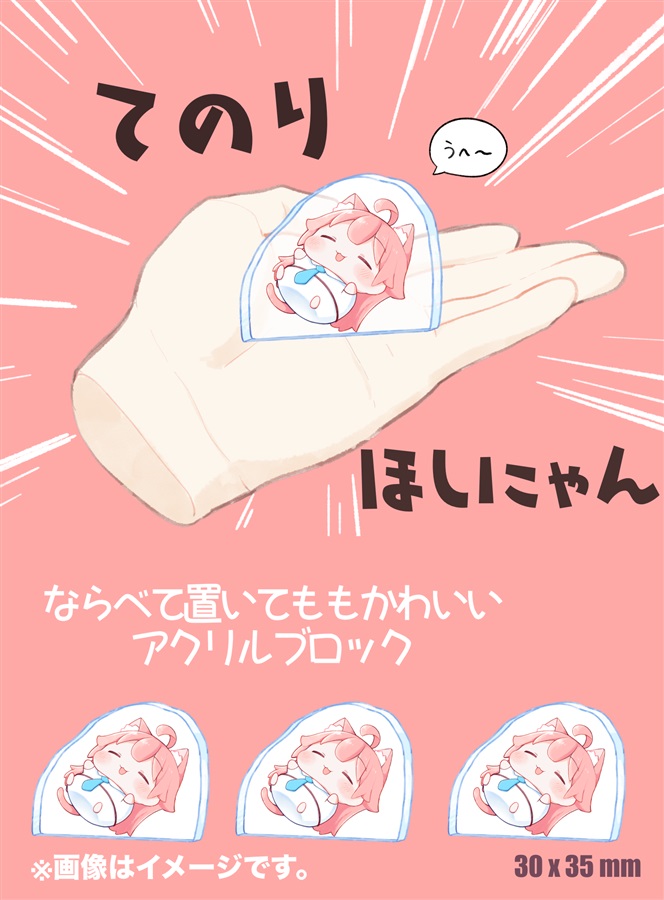 てのり
うへ～
ほしにゃん
ならべて置いてももかわいい
アクリルブロック
※画像はイメージです。
30 x 35 mm